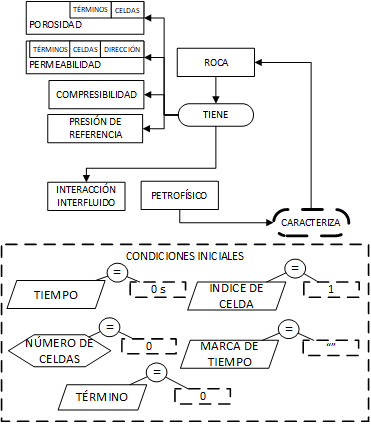 TÉRMINOS CELDAS
POROSIDAD
TÉRMINOS CELDAS DIRECCIÓN
PERMEABILIDAD
ROCA
COMPRESIBILIDAD
TIENE
PRESIÓN DE
REFERENCIA
INTERACCIÓN
INTERFLUIDO
PETROFÍSICO
CARACTERIZA
CONDICIONES INICIALES
=
TIEMPO
0 s
=
INDICE DE
CELDA
1
=
NÚMERO DE
CELDAS
0
=
MARCA DE
TIEMPO
“”
=
TÉRMINO
0